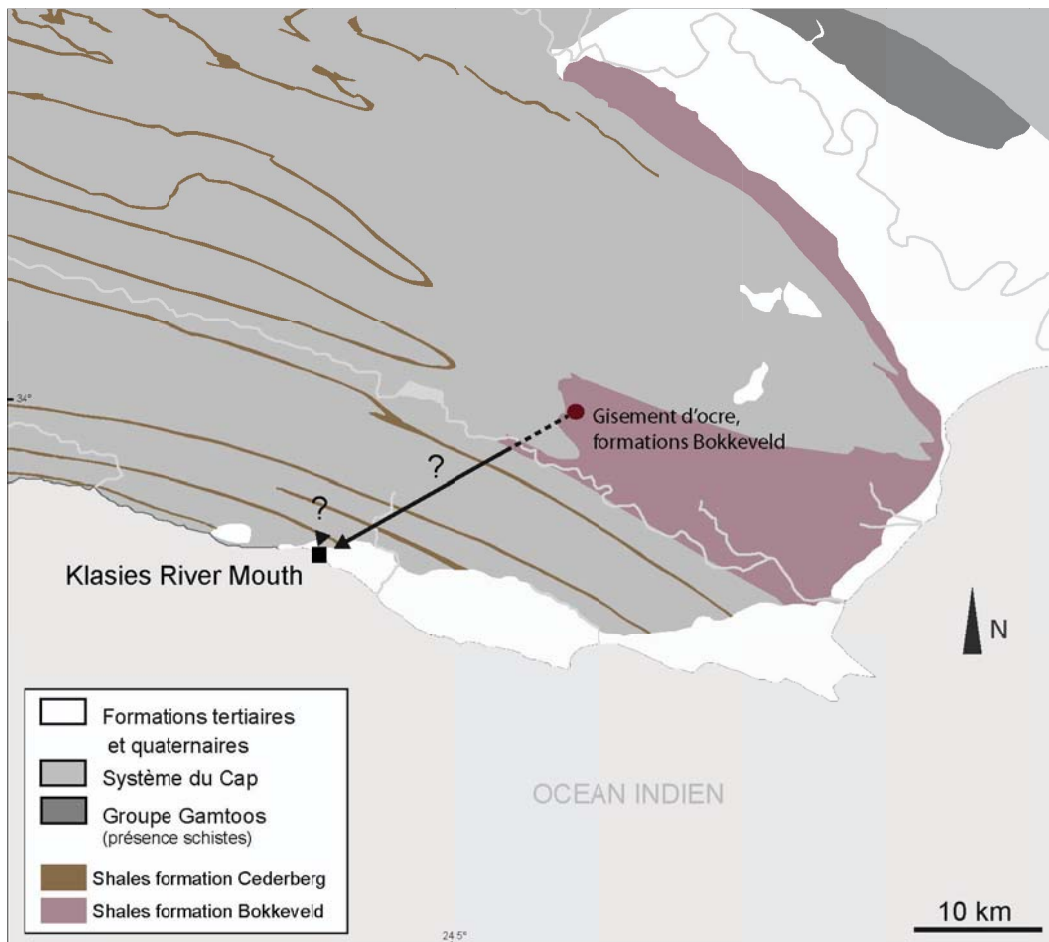 34°
Gisement d'ocre,
formations Bokkeveld
?
?
Klasies River Mouth
N
Formations tertiaires
et quaternaires
Système du Cap
Groupe Gamtoos
(présence schistes)
Shales formation Cederberg
Shales formation Bokkeveld
OCEAN INDIEN
10 km
24.5°